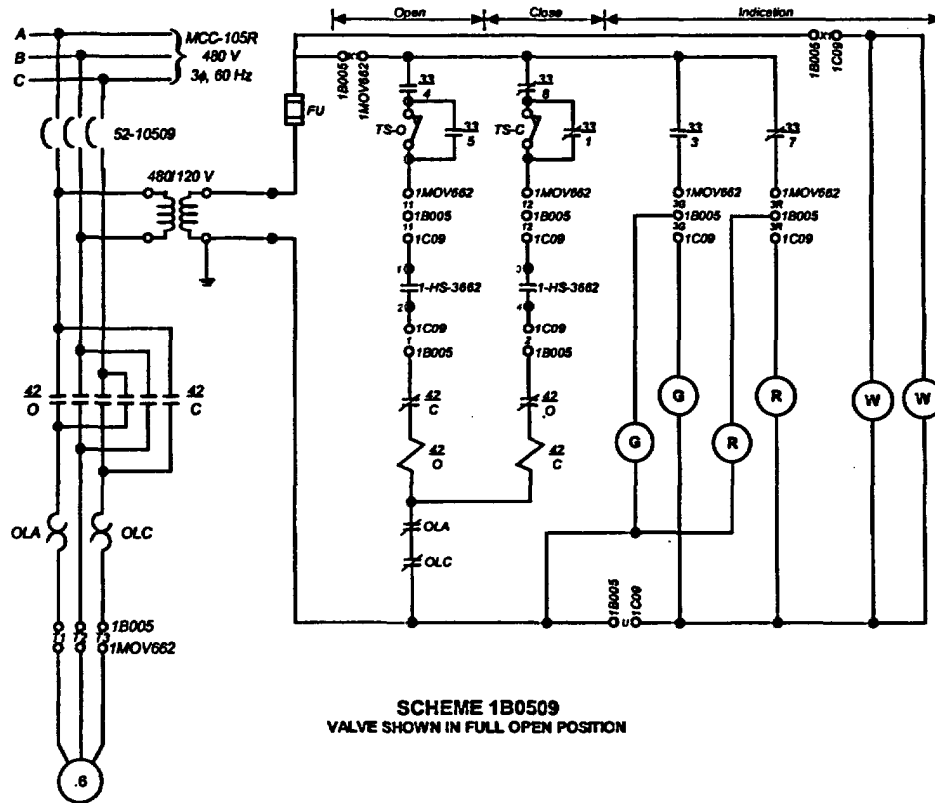 Open
Close
Indication
A
B
C
MCC-105R
480 V
3ϕ, 60 Hz
52-10509
480/120 V
FU
1B005
1MOV662
1B005
1C09
33
4
33
8
33
3
33
7
TS-O
33
5
TS-C
33
1
1MOV662
11
1B005
11
1C09
1MOV662
12
1B005
12
1C09
1MOV662
3G
1B005
3G
1C09
1MOV662
3R
1B005
3R
1C09
1
1-HS-3662
2
3
1-HS-3662
4
1C09
1
1B005
1C09
2
1B005
42
O
42
C
42
C
42
O
42
O
42
C
G
G
R
R
W
W
OLA
OLC
OLA
OLC
1B005
U
1C09
T1
T2
T3
1B005
1MOV662
.6
SCHEME 1B0509
VALVE SHOWN IN FULL OPEN POSITION